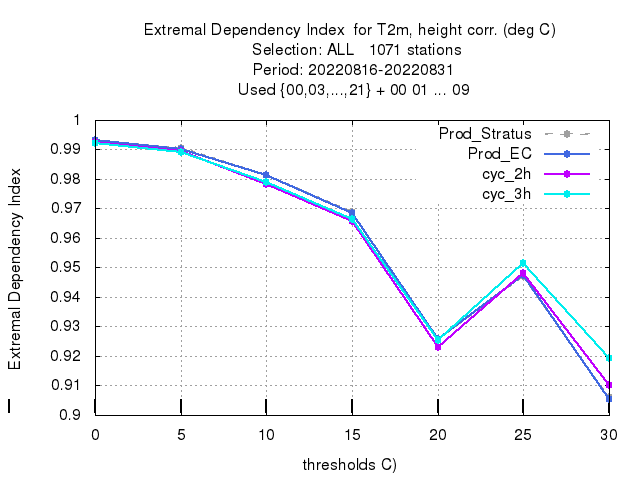 Extremal Dependency Index for T2m, height corr. (deg C)
Selection: ALL 1071 stations
Period: 20220816-20220831
Used {00,03,...,21} + 00 01 ... 09
Extremal Dependency Index
1
0.99
0.98
0.97
0.96
0.95
0.94
0.93
0.92
0.91
0.9
Prod_Stratus
Prod_EC
cyc_2h
cyc_3h
0 5 10 15 20 25 30
thresholds C)